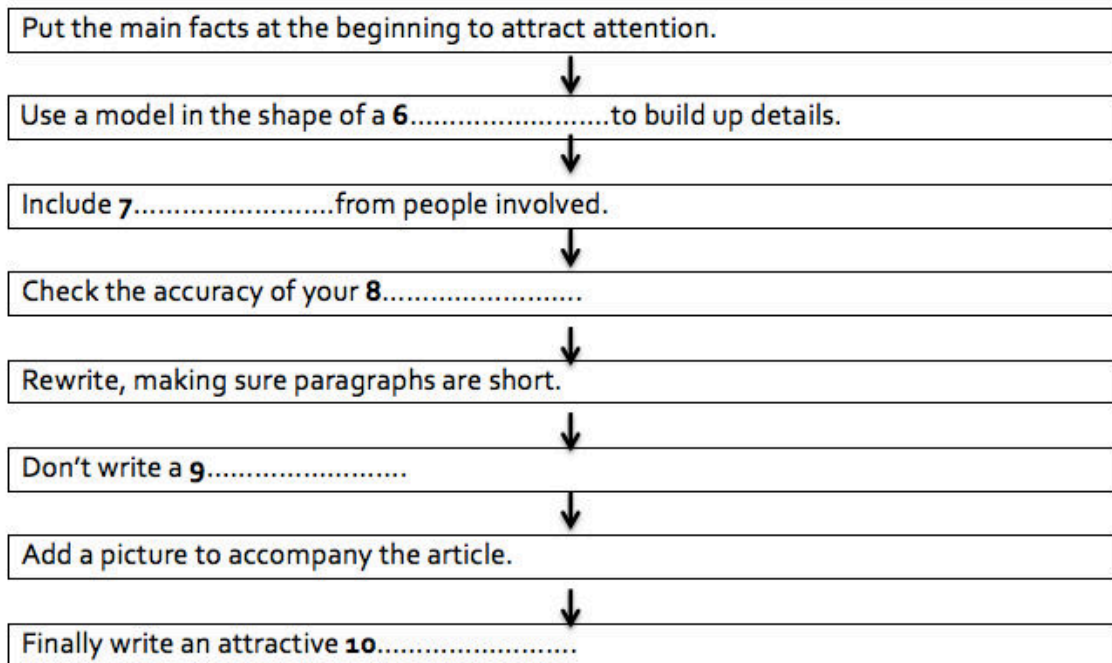 Put the main facts at the beginning to attract attention.
Use a model in the shape of a 6.........................to build up details.
Include 7.........................from people involved.
Check the accuracy of your 8.........................
Rewrite, making sure paragraphs are short.
Don't write a 9.........................
Add a picture to accompany the article.
Finally write an attractive 10.........................